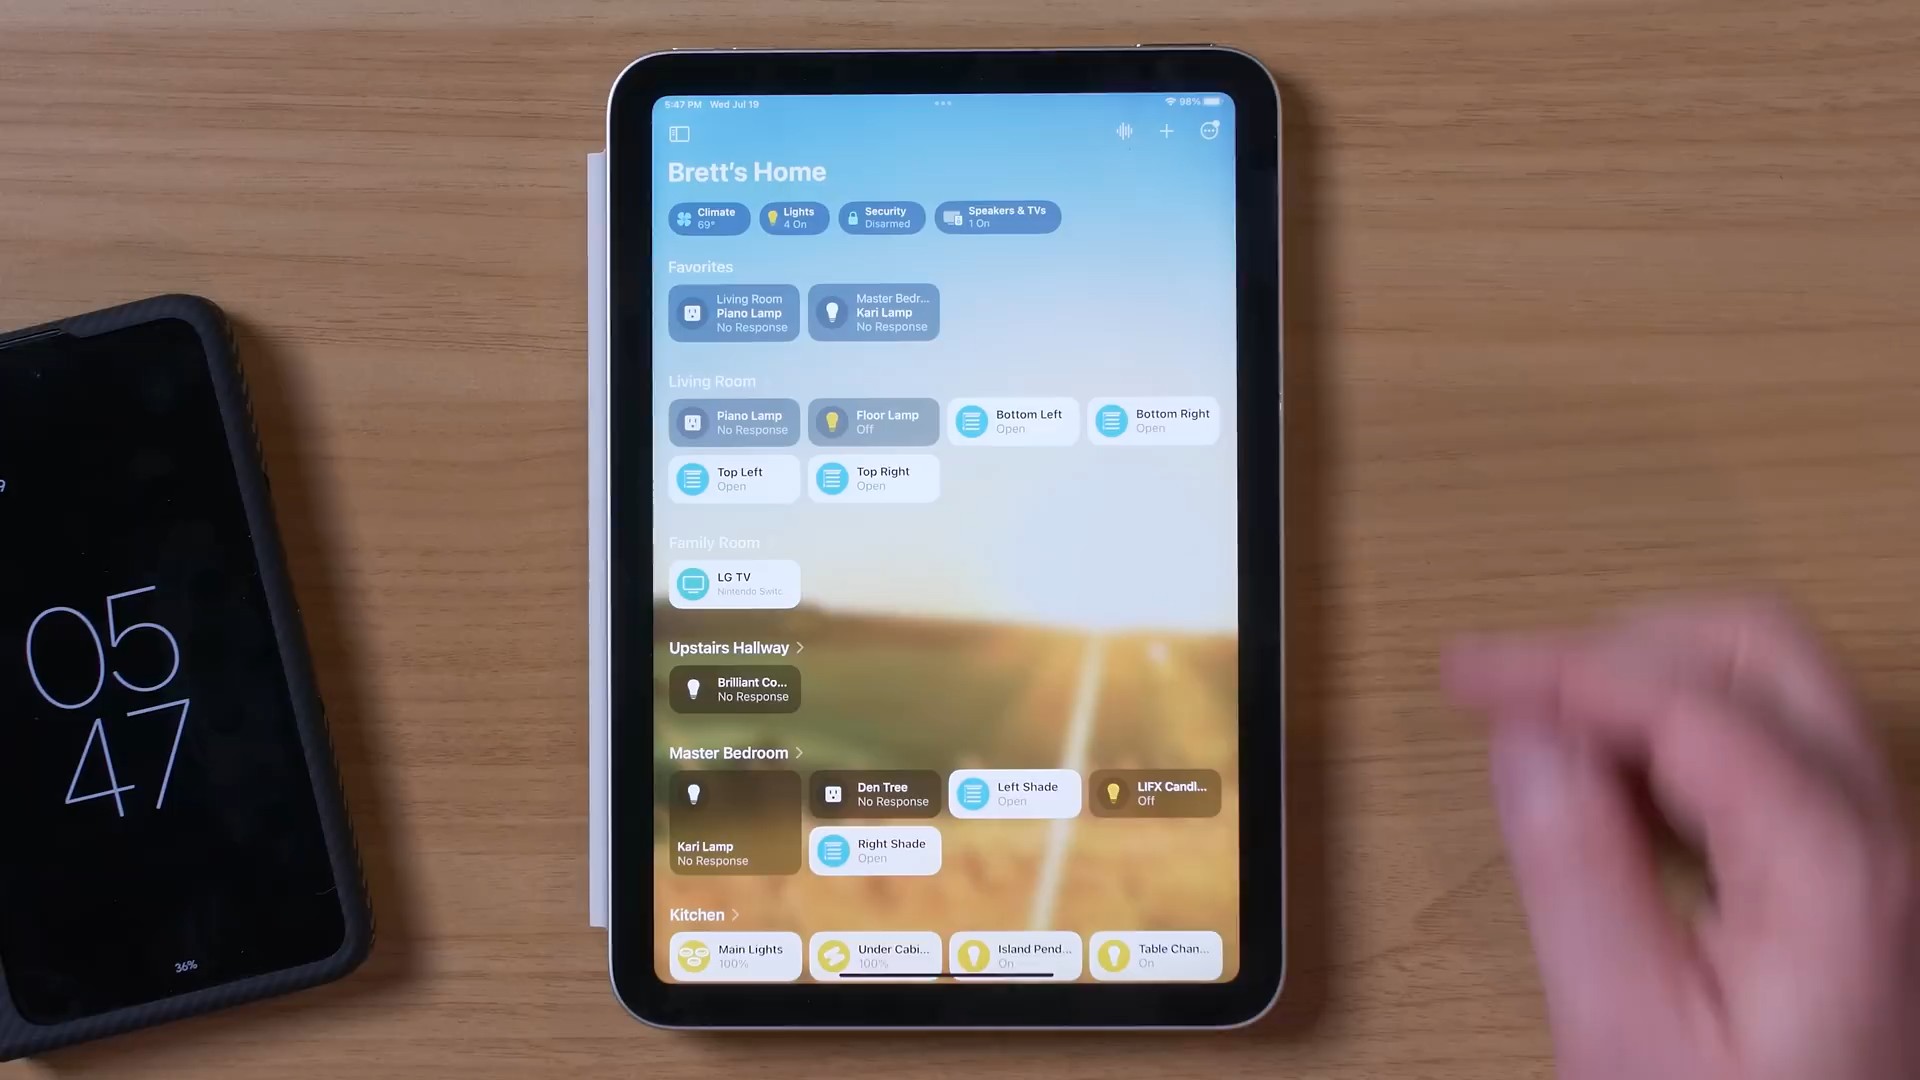 5:47 PM Wed Jul 19
98%
Brett's Home
Climate
69°
Lights
4 On
Security
Disarmed
Speakers & TVs
1 On
Favorites
Living Room
Piano Lamp
No Response
Master Bedr...
Kari Lamp
No Response
Living Room
Piano Lamp
No Response
Floor Lamp
Off
Bottom Left
Open
Bottom Right
Open
Top Left
Open
Top Right
Open
Family Room
LG TV
Nintendo Switc
Upstairs Hallway >
Brilliant Co...
No Response
Master Bedroom >
Kari Lamp
No Response
Den Tree
No Response
Left Shade
Open
LIFX Candl...
Off
Right Shade
Open
Kitchen >
Main Lights
100%
Under Cabi...
100%
Island Pend...
On
Table Chan...
On
9
05
47
36%